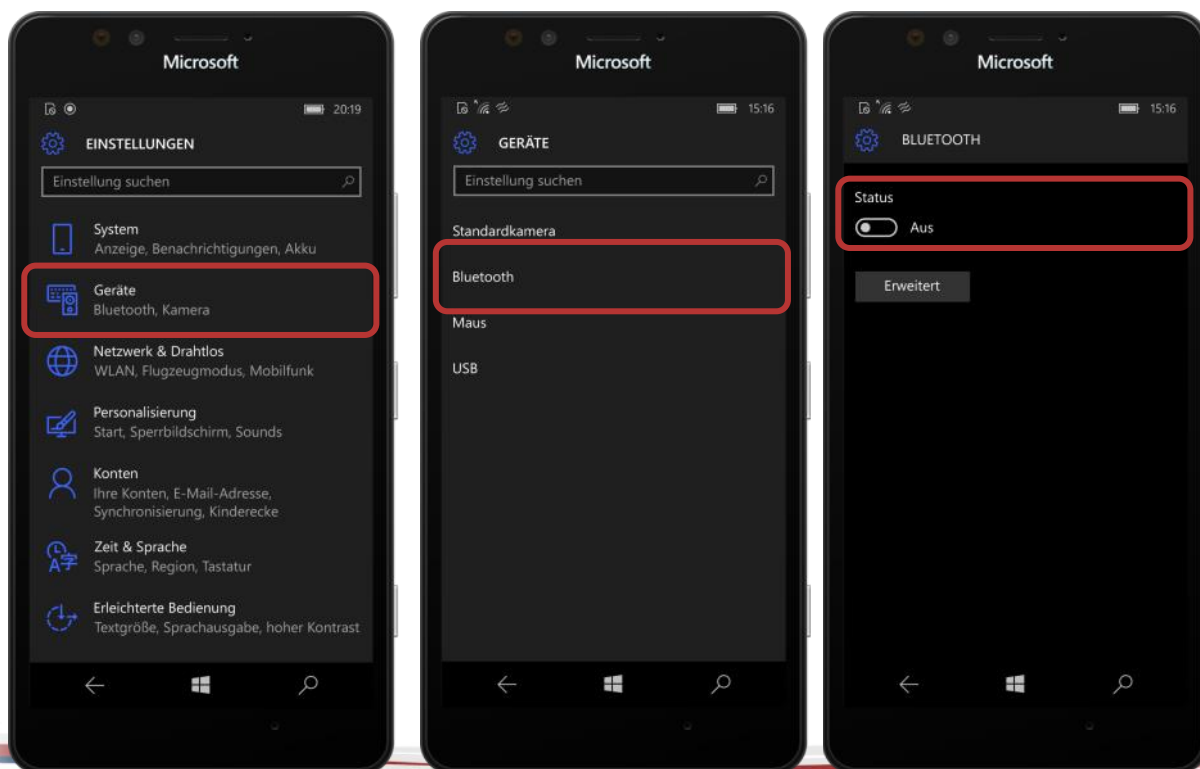 Microsoft
20:19
EINSTELLUNGEN
Einstellung suchen
System
Anzeige, Benachrichtigungen, Akku
Geräte
Bluetooth, Kamera
Netzwerk & Drahtlos
WLAN, Flugzeugmodus, Mobilfunk
Personalisierung
Start, Sperrbildschirm, Sounds
Konten
Ihre Konten, E-Mail-Adresse,
Synchronisierung, Kinderecke
Zeit & Sprache
Sprache, Region, Tastatur
Erleichterte Bedienung
Textgröße, Sprachausgabe, hoher Kontrast
Microsoft
15:16
GERÄTE
Einstellung suchen
Standardkamera
Bluetooth
Maus
USB
Microsoft
15:16
BLUETOOTH
Status
Aus
Erweitert